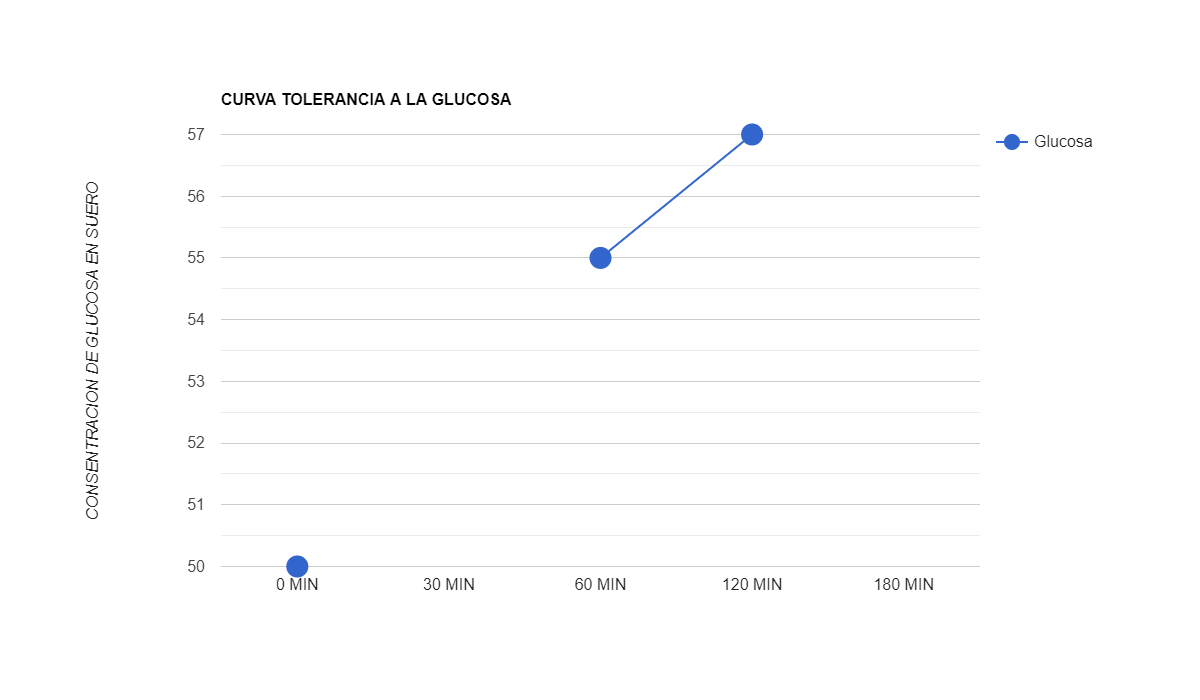 CURVA TOLERANCIA A LA GLUCOSA
Glucosa
CONSENTRACION DE GLUCOSA EN SUERO
57
56
55
54
53
52
51
50
0 MIN
30 MIN
60 MIN
120 MIN
180 MIN